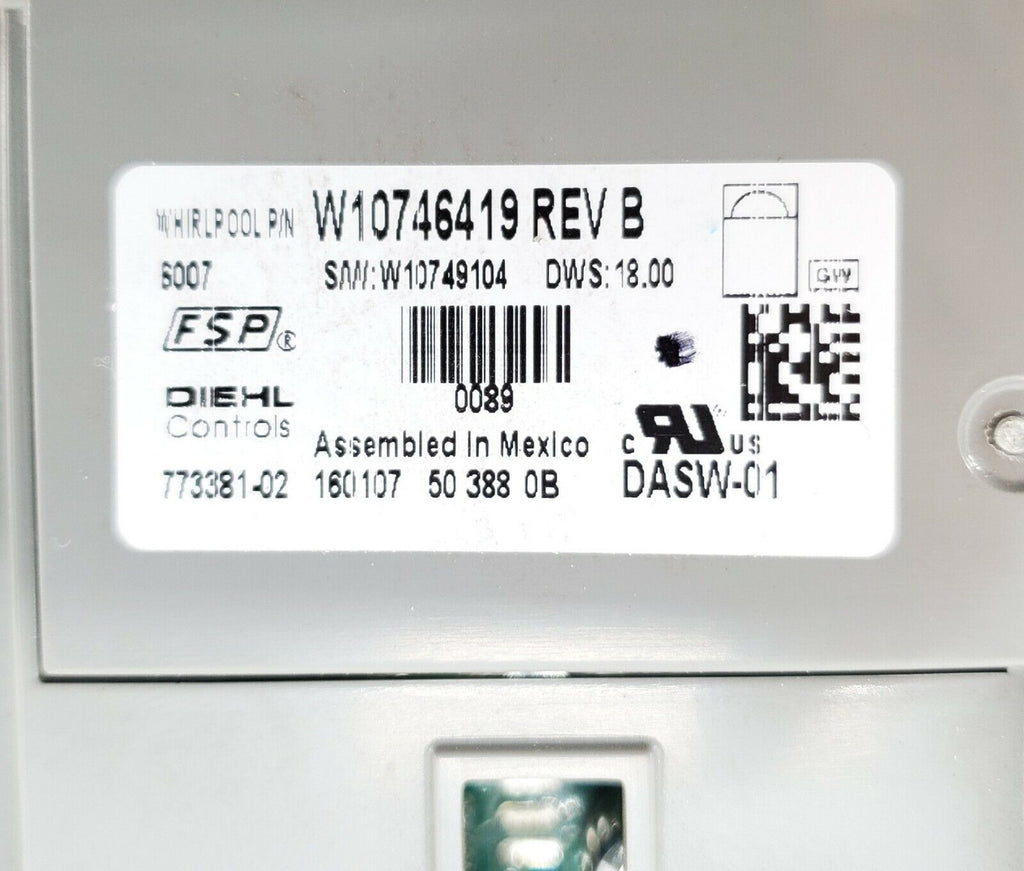 WHIRLPOOL P/N W10746419 REV B
6007 S/W: W10749104 DWS: 18.00
GW
FSP®
0089
DIEHL
Controls
Assembled In Mexico
C RU US
773381-02 160107 50 388 0B DASW-01